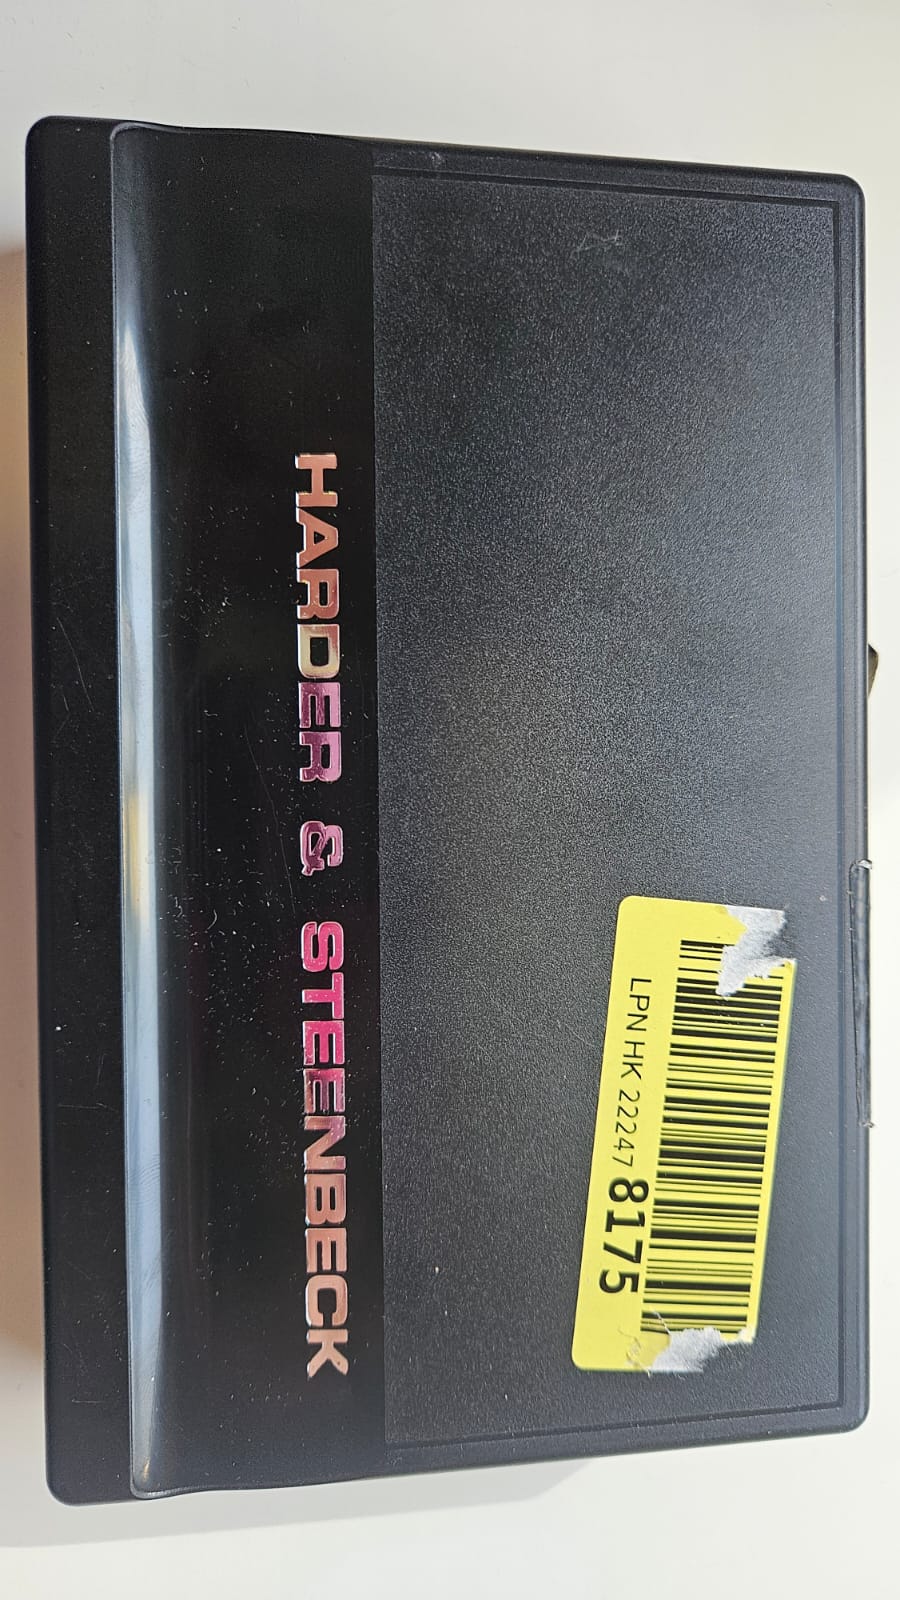 HARDER & STEENBECK
LPN HK 22247 8175